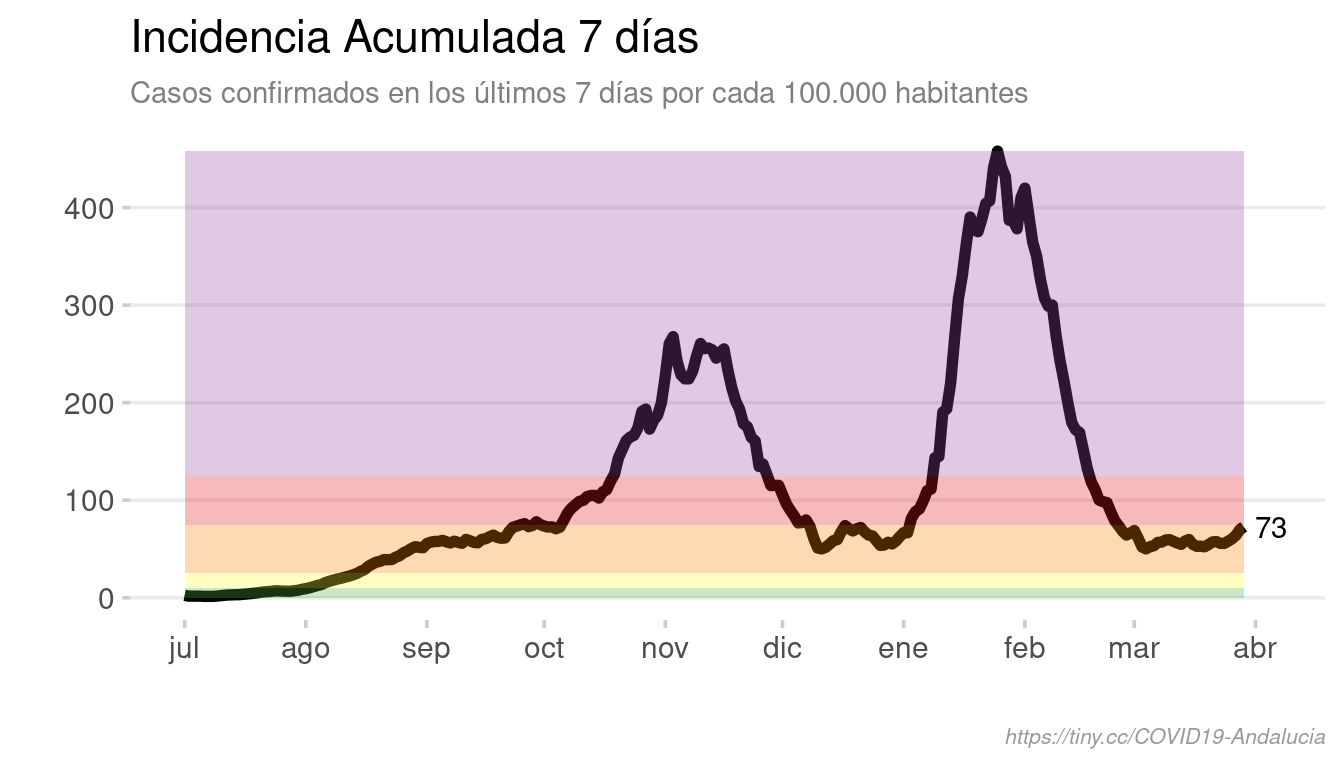 Incidencia Acumulada 7 días
Casos confirmados en los últimos 7 días por cada 100.000 habitantes
400
300
200
100
0
73
jul ago sep oct nov dic ene feb mar abr
https://tiny.cc/COVID19-Andalucia